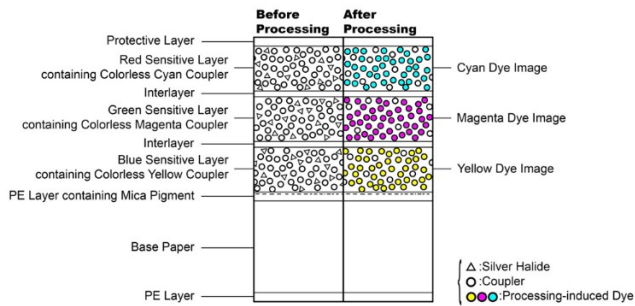 Before
Processing
After
Processing
Protective Layer
Red Sensitive Layer
containing Colorless Cyan Coupler
Cyan Dye Image
Interlayer
Green Sensitive Layer
containing Colorless Magenta Coupler
Magenta Dye Image
Interlayer
Blue Sensitive Layer
containing Colorless Yellow Coupler
Yellow Dye Image
PE Layer containing Mica Pigment
Base Paper
PE Layer
:Silver Halide
:Coupler
:Processing-induced Dye